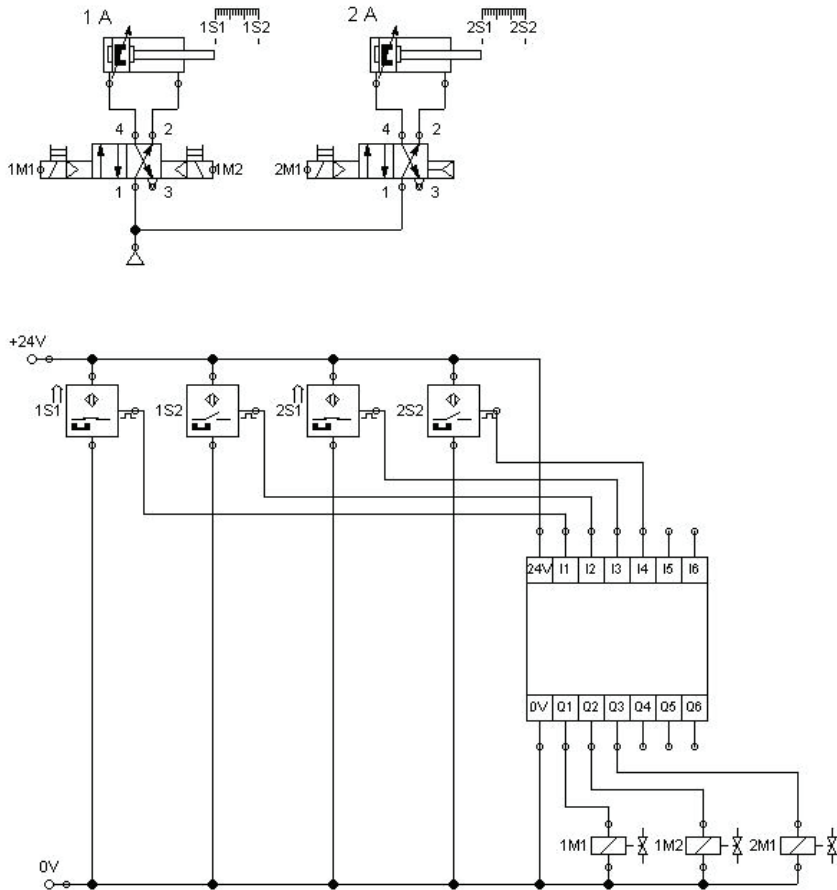 1 A 1S1 1S2 2 A 2S1 2S2
4 2 4 2
1M1 1M2 2M1
1 3 1 3
+24V
1S1 1S2 2S1 2S2
24V I1 I2 I3 I4 I5 I6
0V Q1 Q2 Q3 Q4 Q5 Q6
1M1 1M2 2M1
0V